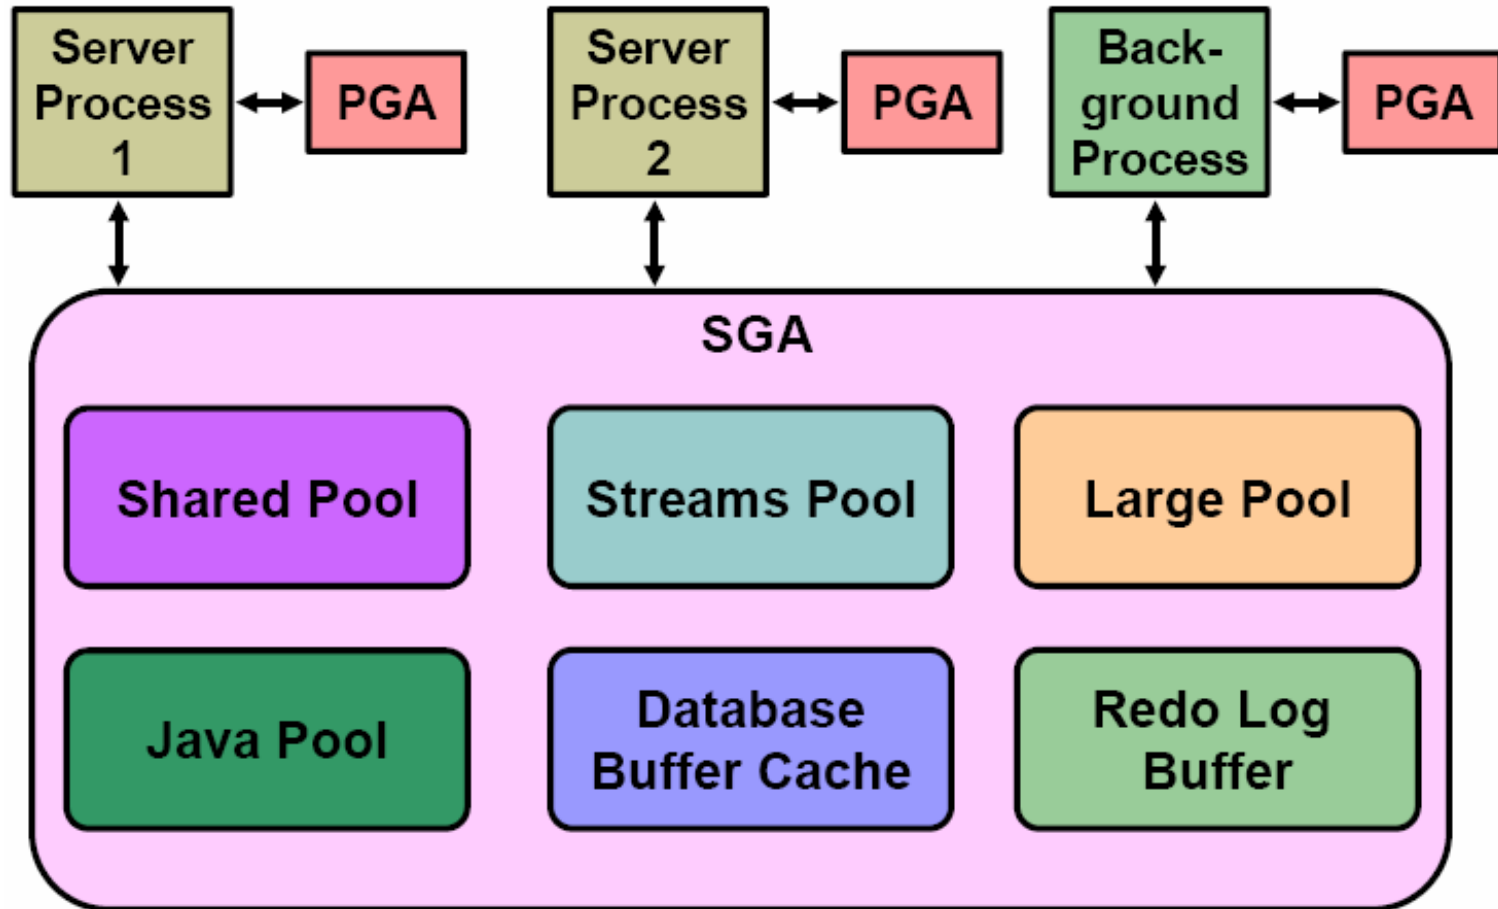 Server
Process
1
PGA
Server
Process
2
PGA
Back-
ground
Process
PGA
SGA
Shared Pool
Streams Pool
Large Pool
Java Pool
Database
Buffer Cache
Redo Log
Buffer